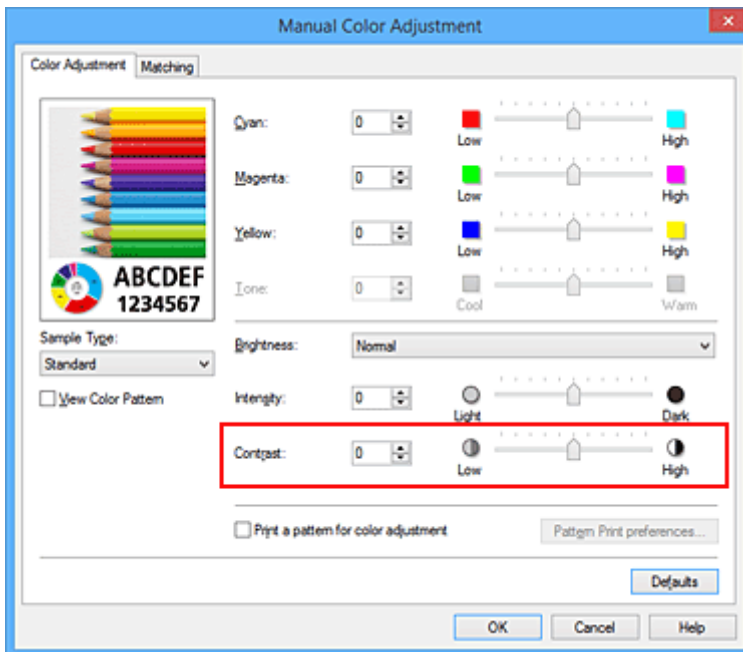 Manual Color Adjustment
Color Adjustment Matching
Cyan: 0 Low High
Magenta: 0 Low High
Yellow: 0 Low High
Tone: 0 Cool Warm
ABCDEF
1234567
Sample Type:
Standard
View Color Pattern
Brightness: Normal
Intensity: 0 Light Dark
Contrast: 0 Low High
Print a pattern for color adjustment Pattern Print preferences...
Defaults
OK Cancel Help